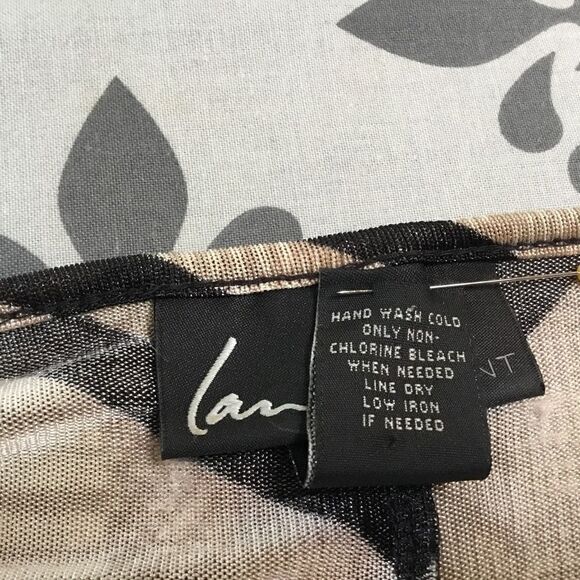 HAND WASH COLD
ONLY NON-
CHLORINE BLEACH
WHEN NEEDED
LINE DRY
LOW IRON
IF NEEDED